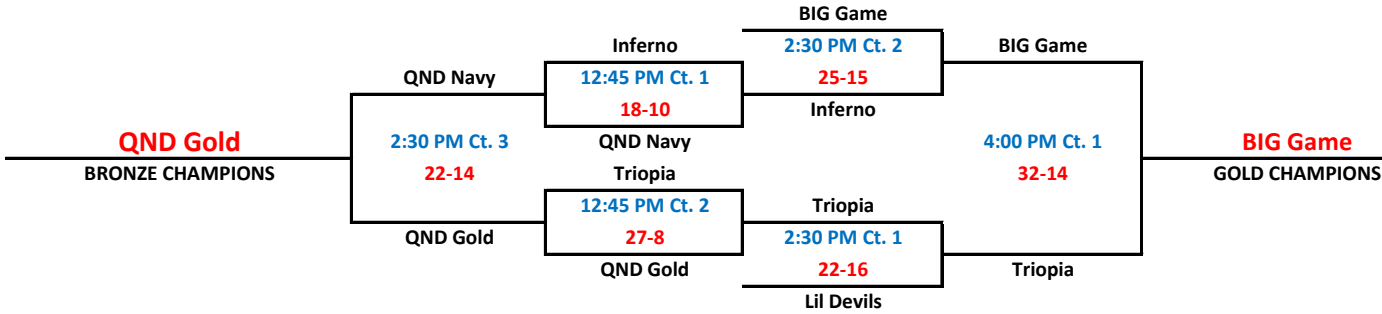 BIG Game
Inferno
2:30 PM Ct. 2
BIG Game
QND Navy
12:45 PM Ct. 1
25-15
18-10
Inferno
QND Gold
2:30 PM Ct. 3
QND Navy
4:00 PM Ct. 1
BIG Game
BRONZE CHAMPIONS
22-14
Triopia
32-14
GOLD CHAMPIONS
12:45 PM Ct. 2
Triopia
QND Gold
27-8
2:30 PM Ct. 1
QND Gold
22-16
Triopia
Lil Devils